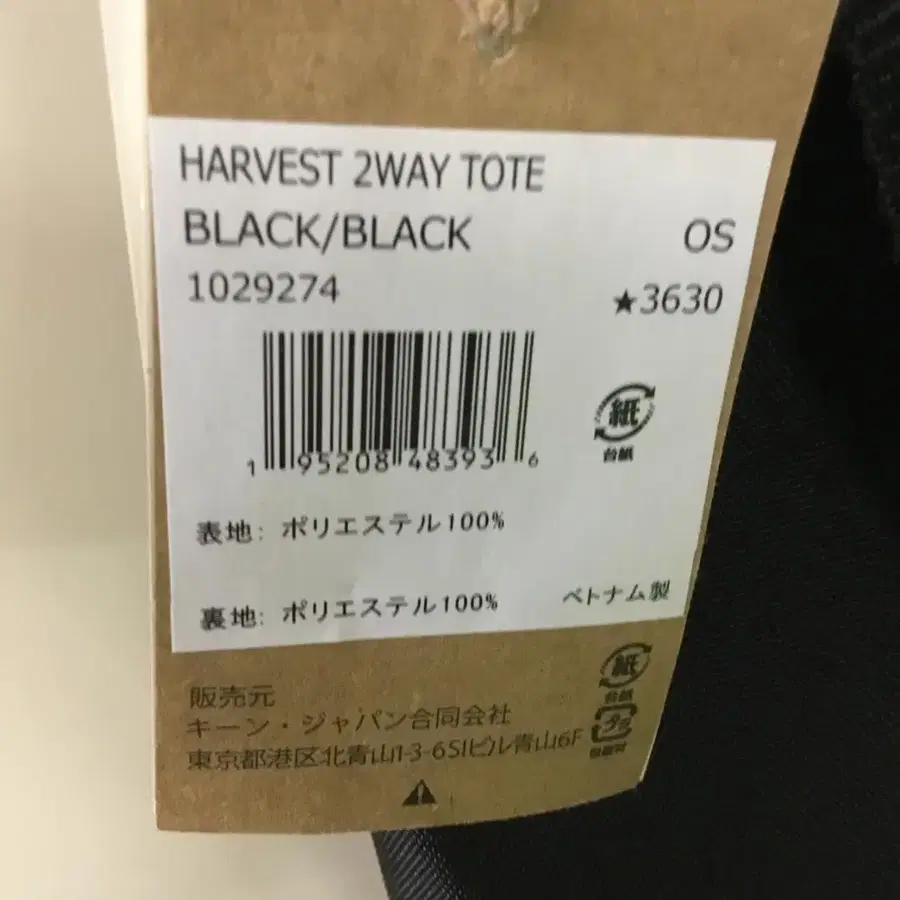 HARVEST 2WAY TOTE
BLACK/BLACK OS
1029274 ★3630
1 95208 48393 6
紙
台紙
表地: ポリエステル100%
裏地: ポリエステル100% ベトナム製
紙
台紙
販売元
キーン・ジャパン合同会社
東京都港区北青山1-3-6SIビル青山6F
プラ